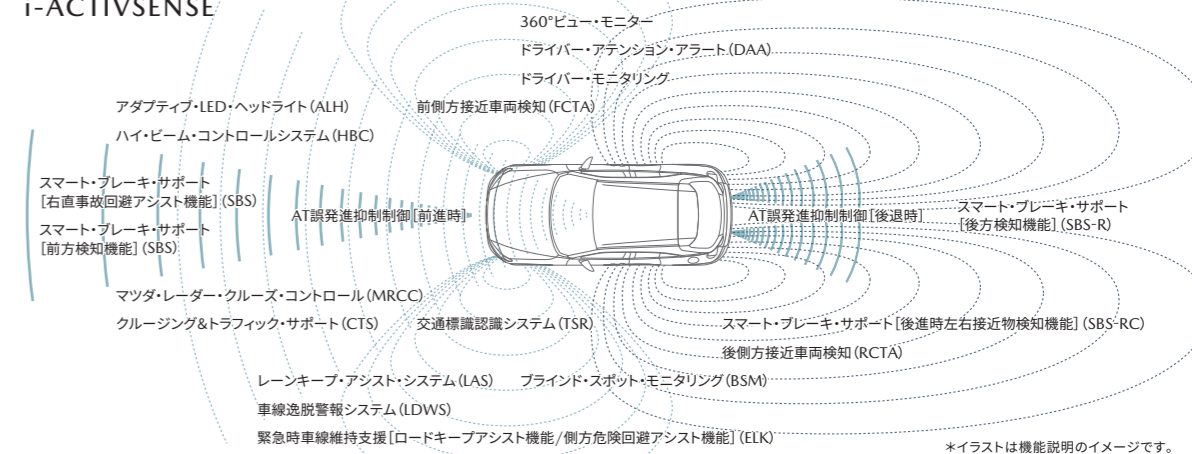 i-ACTIVSENSE
360°ビュー・モニター
ドライバー・アテンション・アラート(DAA)
ドライバー・モニタリング
アダプティブ・LED・ヘッドライト(ALH)
前側方接近車両検知(FCTA)
ハイ・ビーム・コントロールシステム(HBC)
スマート・ブレーキ・サポート
[右直事故回避アシスト機能](SBS)
スマート・ブレーキ・サポート
[前方検知機能](SBS)
AT誤発進抑制制御[前進時]
AT誤発進抑制制御[後退時]
スマート・ブレーキ・サポート
[後方検知機能](SBS-R)
マツダ・レーダー・クルーズ・コントロール(MRCC)
クルージング&トラフィック・サポート(CTS)
交通標識認識システム(TSR)
スマート・ブレーキ・サポート[後進時左右接近物検知機能](SBS-RC)
後側方接近車両検知(RCTA)
レーンキープ・アシスト・システム(LAS)
ブラインド・スポット・モニタリング(BSM)
車線逸脱警報システム(LDWS)
緊急時車線維持支援[ロードキープアシスト機能/側方危険回避アシスト機能](ELK)
＊イラストは機能説明のイメージです。